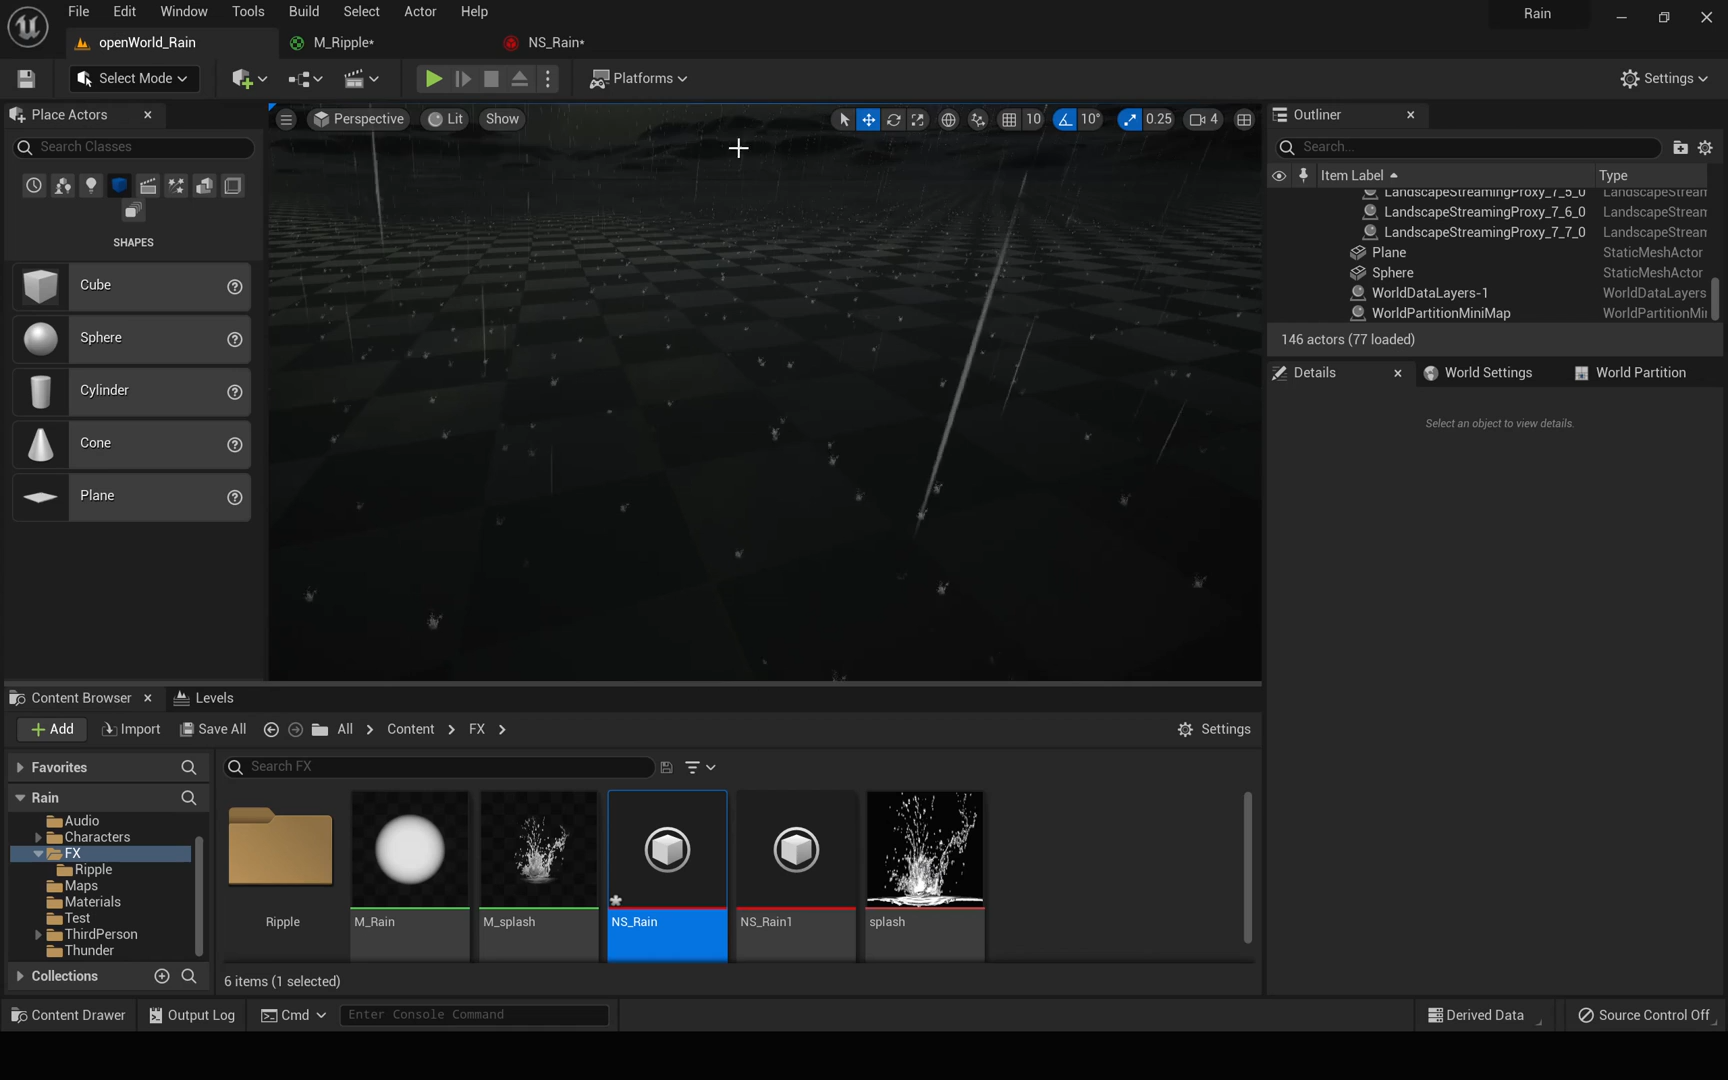 File Edit Window Tools Build Select Actor Help
Rain
openWorld_Rain
M_Ripple*
NS_Rain*
Select Mode
Platforms
Settings
Place Actors
Search Classes
SHAPES
Cube
Sphere
Cylinder
Cone
Plane
Perspective Lit Show
10 10° 0.25 4
Outliner
Search...
Item Label Type
LandscapeStreamingProxy_7_5_0 LandscapeStream
LandscapeStreamingProxy_7_6_0 LandscapeStream
LandscapeStreamingProxy_7_7_0 LandscapeStream
Plane StaticMeshActor
Sphere StaticMeshActor
WorldDataLayers-1 WorldDataLayers
WorldPartitionMiniMap WorldPartitionMi
146 actors (77 loaded)
Details World Settings World Partition
Select an object to view details.
Content Browser Levels
Add Import Save All All Content FX Settings
Favorites
Search FX
Rain
Audio
Characters
FX
Ripple
Materials
Maps
Test
ThirdPerson
Thunder
Collections
Ripple
M_Rain
M_splash
NS_Rain
NS_Rain1
splash
6 items (1 selected)
Content Drawer Output Log Cmd Enter Console Command Derived Data Source Control Off